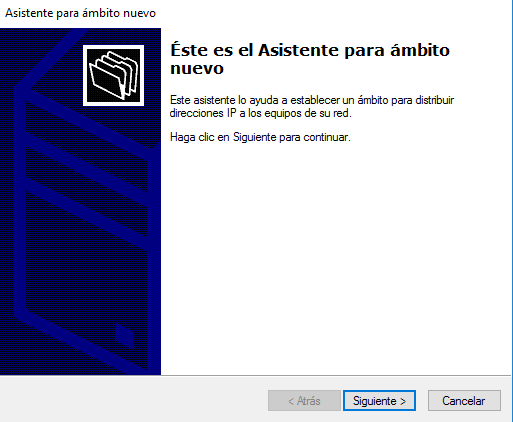 Asistente para ámbito nuevo
Éste es el Asistente para ámbito
nuevo
Este asistente lo ayuda a establecer un ámbito para distribuir
direcciones IP a los equipos de su red.
Haga clic en Siguiente para continuar.
< Atrás
Siguiente >
Cancelar